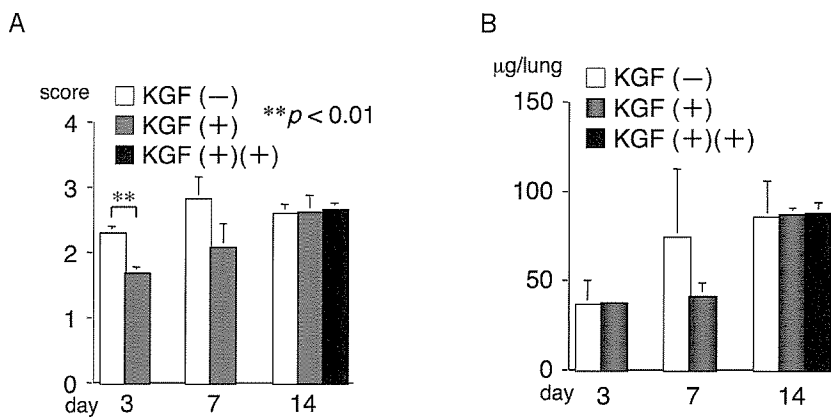 A
score
KGF (−)
KGF (+)
KGF (+)(+)
**p < 0.01
4
3
2
1
0
**
day 3 7 14
B
μg/lung
KGF (−)
KGF (+)
KGF (+)(+)
150
100
50
0
day 3 7 14